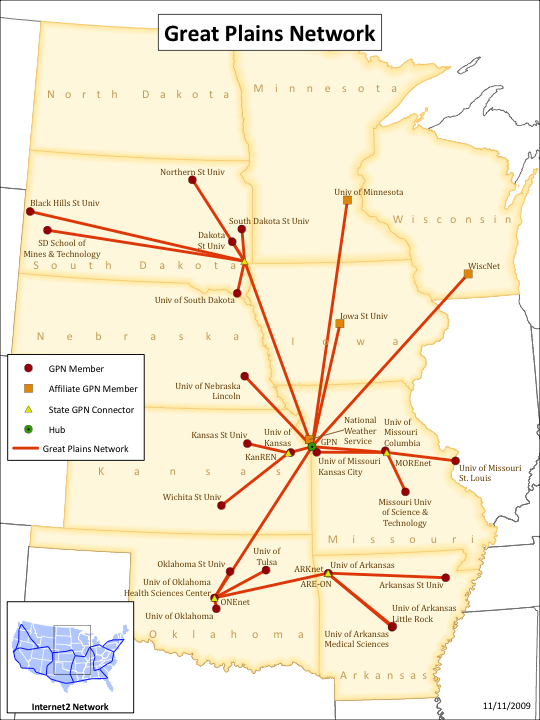 Great Plains Network
North Dakota
Minnesota
Northern St Univ
Univ of Minnesota
Black Hills St Univ
South Dakota St Univ
Wisconsin
SD School of
Mines & Technology
Dakota
St Univ
South Dakota
WiscNet
Univ of South Dakota
Iowa St Univ
Nebraska
Iowa
GPN Member
Affiliate GPN Member
State GPN Connector
Hub
Great Plains Network
Univ of Nebraska
Lincoln
Kansas St Univ
Univ of
Kansas
KanREN
National
Weather
Service
GPN
Univ of
Missouri
Columbia
MOREnet
Univ of Missouri
Kansas City
Univ of Missouri
St. Louis
Kansas
Wichita St Univ
Missouri Univ
of Science &
Technology
Missouri
Oklahoma St Univ
Univ of
Tulsa
Univ of Oklahoma
Health Sciences Center
ONEnet
Univ of Oklahoma
ARKnet
ARE-ON
Univ of Arkansas
Arkansas St Univ
Univ of Arkansas
Little Rock
Univ of Arkansas
Medical Sciences
Oklahoma
Arkansas
Internet2 Network
11/11/2009